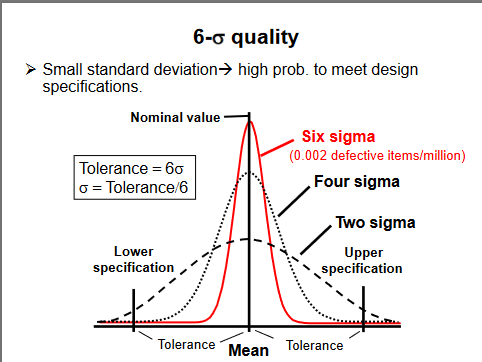 6-σ quality
➢ Small standard deviation→ high prob. to meet design
specifications.
Nominal value
Six sigma
(0.002 defective items/million)
Tolerance = 6σ
σ = Tolerance/6
Four sigma
Two sigma
Lower
specification
Upper
specification
Tolerance
Mean
Tolerance